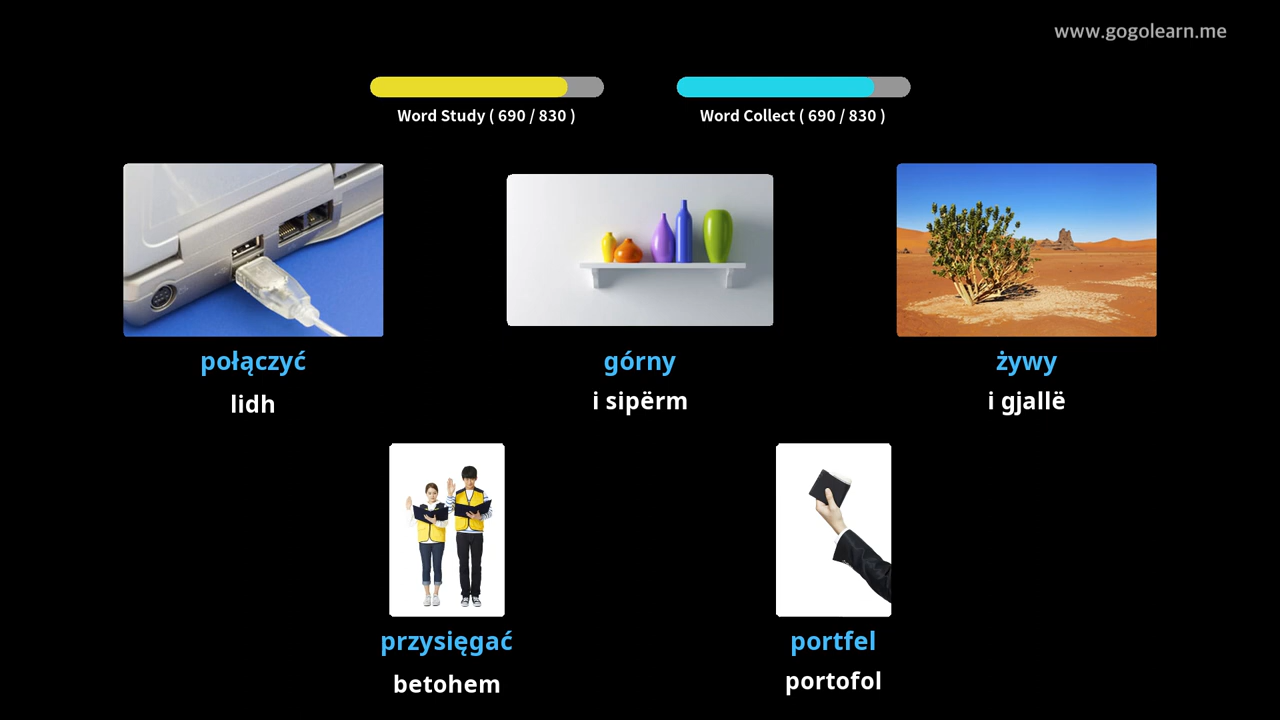 www.gogolearn.me
Word Study ( 690 / 830 )
Word Collect ( 690 / 830 )
połączyć
lidh
górny
i sipërm
żywy
i gjallë
przysięgać
betohem
portfel
portofol